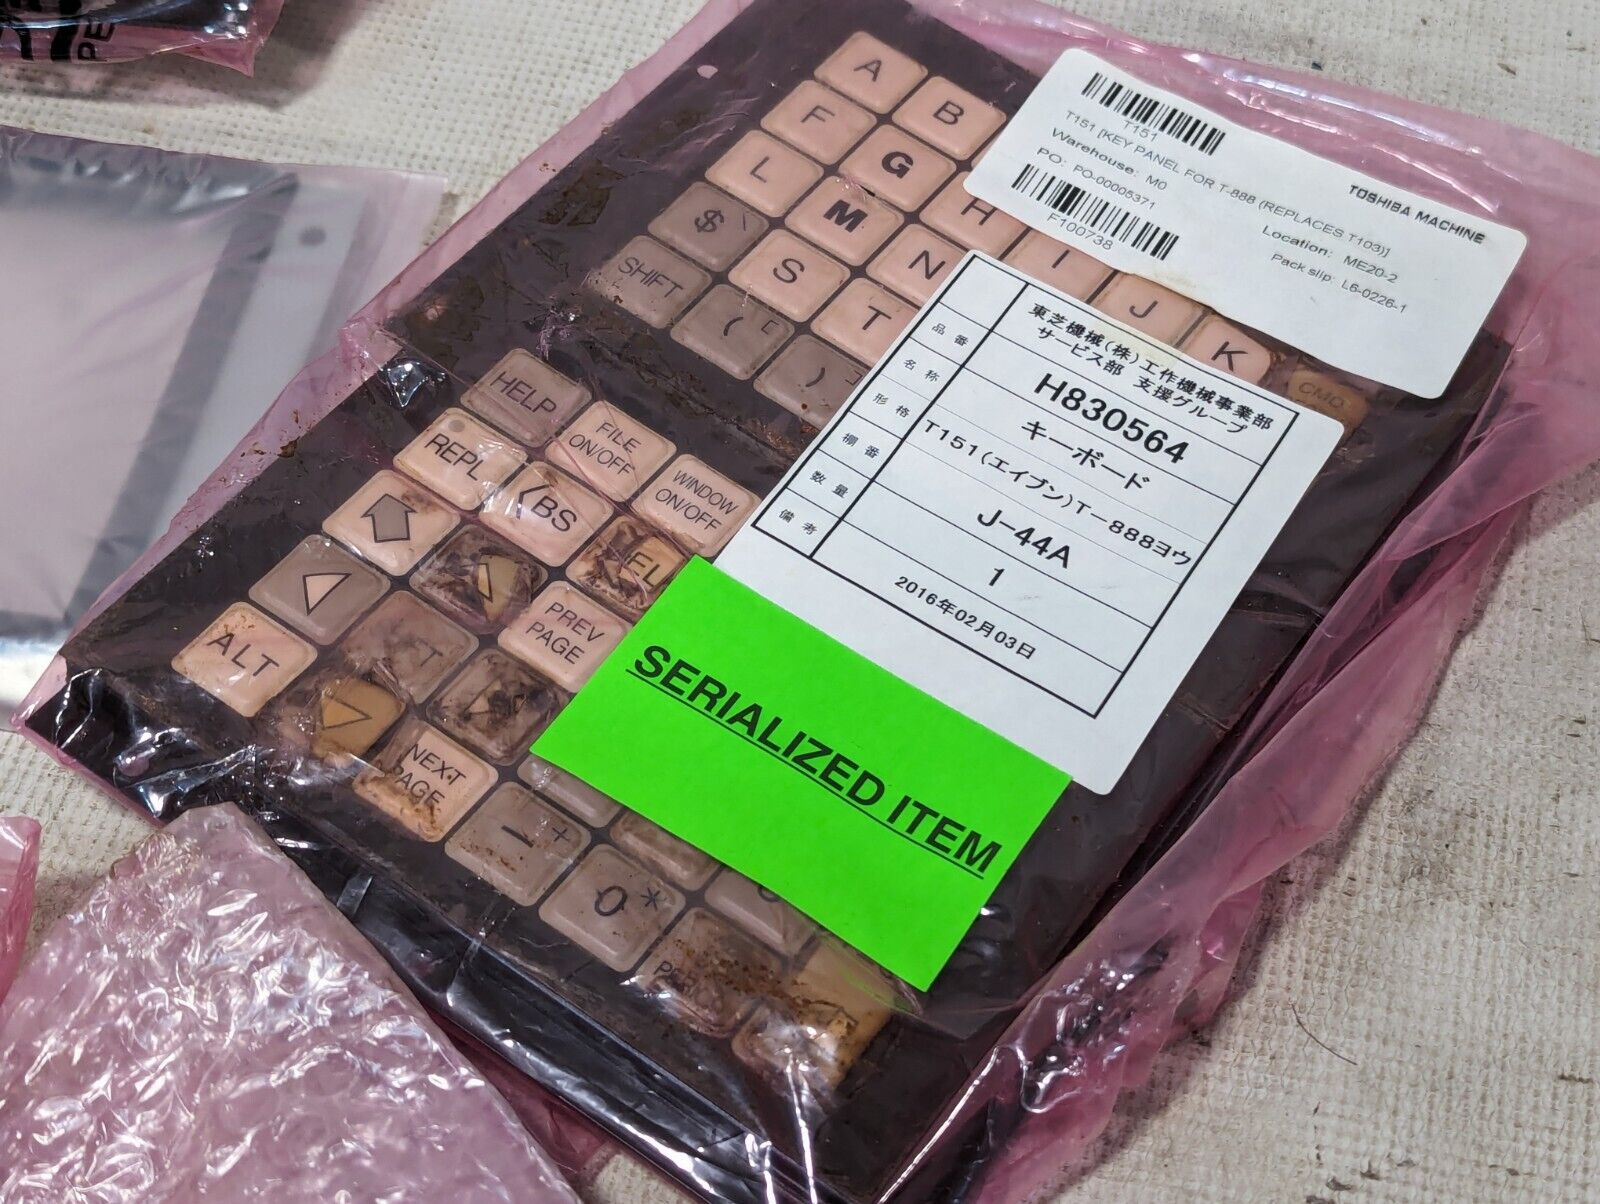 PE
A
B
F
G
L
M
H
I
J
K
$ \
S
N
T
SHIFT
( [
)
CMD
HELP
FILE
ON/OFF
WINDOW
ON/OFF
REPL
BS
PREV
PAGE
ALT
NEXT
PAGE
- +
0 *
T151
T151 [KEY PANEL FOR T-888 (REPLACES T103)]
TOSHIBA MACHINE
Warehouse: M0
Location: ME20-2
PO: PO-00005371
Pack slip: L6-0226-1
F100738
東芝機械(株)工作機械事業部
サービス部 支援グループ
品番 H830564
名称 キーボード
形格 T151(エイブン)T-888ヨウ
棚番 J-44A
数量 1
備考 2016年02月03日
SERIALIZED ITEM